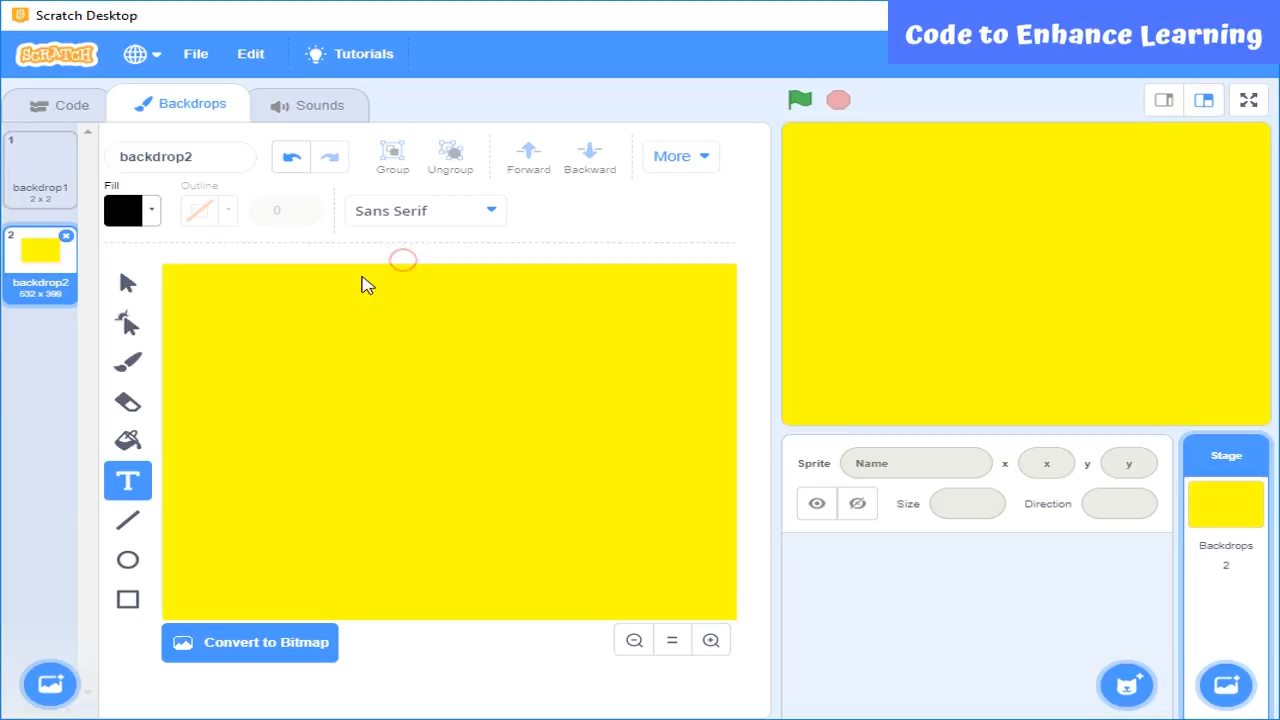 Scratch Desktop
Code to Enhance Learning
SCRATCH File Edit Tutorials
Code Backdrops Sounds
1
backdrop1
2 x 2
backdrop2 Group Ungroup Forward Backward More
Fill Outline
0 Sans Serif
2
backdrop2
532 x 399
T
Convert to Bitmap
Sprite Name x x y y
Size Direction
Stage
Backdrops
2